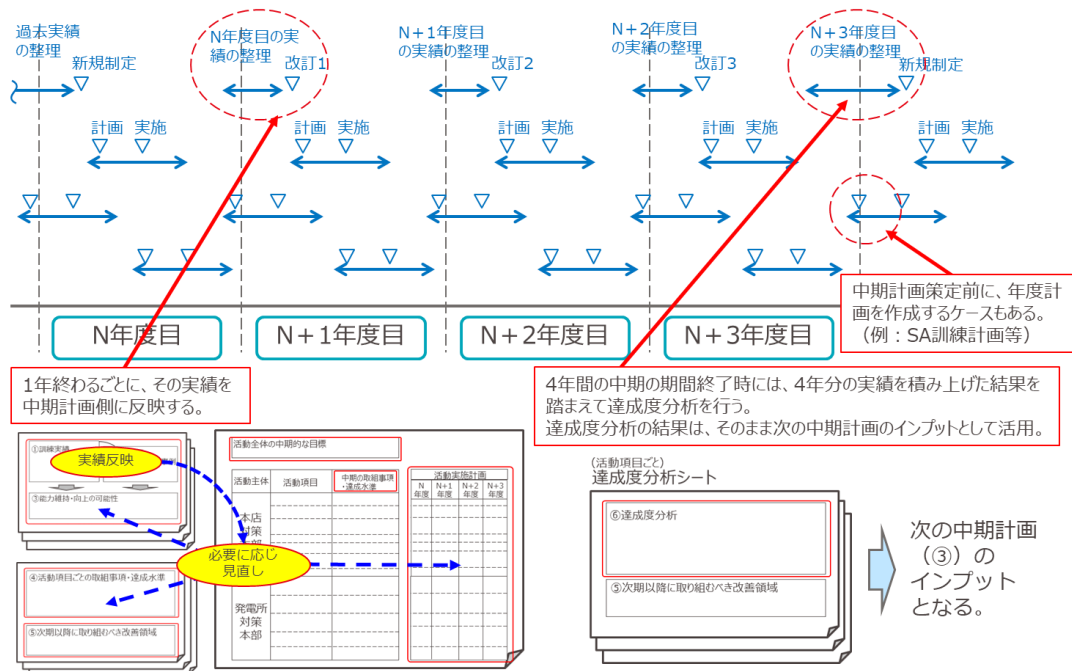 過去実績
の整理
新規制定
N年度目の実
績の整理
改訂1
N+1年度目
の実績の整理
改訂2
N+2年度目
の実績の整理
改訂3
N+3年度目
の実績の整理
新規制定
計画 実施
計画 実施
計画 実施
計画 実施
計画 実施
中期計画策定前に、年度計
画を作成するケースもある。
(例:SA訓練計画等)
N年度目
N+1年度目
N+2年度目
N+3年度目
1年終わるごとに、その実績を
中期計画側に反映する。
4年間の中期の期間終了時には、4年分の実績を積み上げた結果を
踏まえて達成度分析を行う。
達成度分析の結果は、そのまま次の中期計画のインプットとして活用。
①訓練実績
実績反映
③能力維持・向上の可能性
必要に応じ
見直し
④活動項目ごとの取組事項・達成水準
⑤次期以降に取り組むべき改善領域
活動全体の中期的な目標
活動主体
活動項目
中期の取組事項
・達成水準
活動実施計画
N
年度
N+1
年度
N+2
年度
N+3
年度
本店
対策
発電所
対策
本部
(活動項目ごと)
達成度分析シート
⑥達成度分析
⑤次期以降に取り組むべき改善領域
次の中期計画
(③)の
インプット
となる。